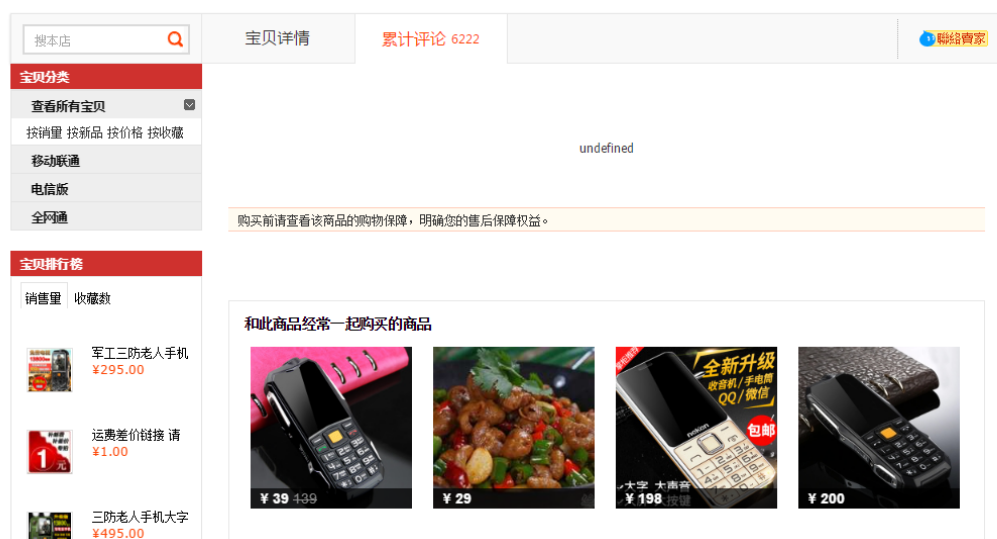 搜本店
宝贝详情
累计评论 6222
聯絡賣家
宝贝分类
查看所有宝贝
按销量 按新品 按价格 按收藏
移动联通
电信版
全网通
undefined
购买前请查看该商品的购物保障，明确您的售后保障权益。
宝贝排行榜
销售量 收藏数
军工三防老人手机
¥295.00
运费差价链接 请
¥1.00
1元
三防老人手机大字
¥495.00
和此商品经常一起购买的商品
¥ 39 139
¥ 29
全新升级
收音机/手电筒
QQ/微信
包邮
大字 大声音
¥ 198
¥ 200